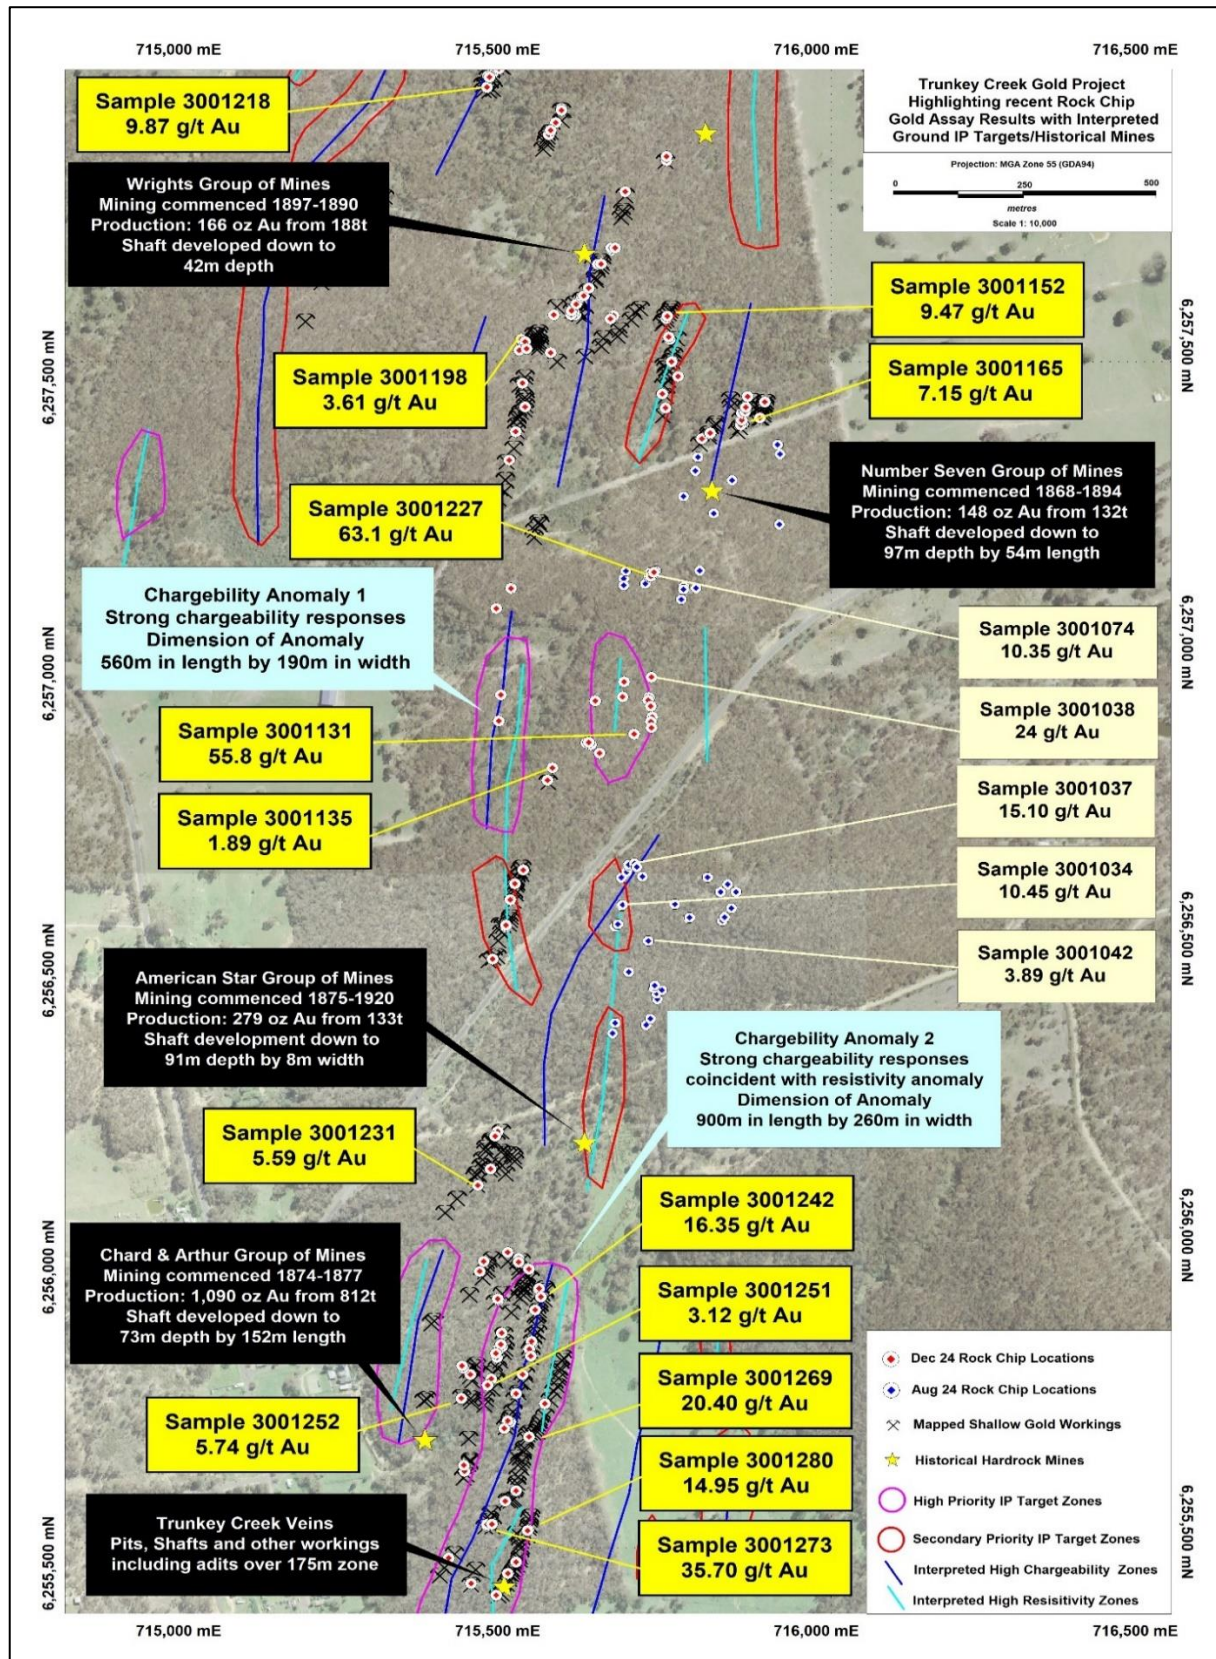 715,000 mE
715,500 mE
716,000 mE
716,500 mE
Trunkey Creek Gold Project
Highlighting recent Rock Chip
Gold Assay Results with Interpreted
Ground IP Targets/Historical Mines
Projection: MGA Zone 55 (GDA94)
0
250
500
metres
Scale 1: 10,000
Sample 3001218
9.87 g/t Au
Wrights Group of Mines
Mining commenced 1897-1890
Production: 166 oz Au from 188t
Shaft developed down to
42m depth
Sample 3001152
9.47 g/t Au
6,257,500 mN
6,257,500 mN
Sample 3001198
3.61 g/t Au
Sample 3001165
7.15 g/t Au
Number Seven Group of Mines
Mining commenced 1868-1894
Production: 148 oz Au from 132t
Shaft developed down to
97m depth by 54m length
Sample 3001227
63.1 g/t Au
Chargebility Anomaly 1
Strong chargeability responses
Dimension of Anomaly
560m in length by 190m in width
Sample 3001074
10.35 g/t Au
6,257,000 mN
6,257,000 mN
Sample 3001038
24 g/t Au
Sample 3001131
55.8 g/t Au
Sample 3001037
15.10 g/t Au
Sample 3001135
1.89 g/t Au
Sample 3001034
10.45 g/t Au
6,256,500 mN
6,256,500 mN
Sample 3001042
3.89 g/t Au
American Star Group of Mines
Mining commenced 1875-1920
Production: 279 oz Au from 133t
Shaft development down to
91m depth by 8m width
Chargebility Anomaly 2
Strong chargeability responses
coincident with resistivity anomaly
Dimension of Anomaly
900m in length by 260m in width
Sample 3001231
5.59 g/t Au
Sample 3001242
16.35 g/t Au
6,256,000 mN
6,256,000 mN
Chard & Arthur Group of Mines
Mining commenced 1874-1877
Production: 1,090 oz Au from 812t
Shaft developed down to
73m depth by 152m length
Sample 3001251
3.12 g/t Au
Sample 3001252
5.74 g/t Au
Sample 3001269
20.40 g/t Au
Sample 3001280
14.95 g/t Au
Trunkey Creek Veins
Pits, Shafts and other workings
including adits over 175m zone
Sample 3001273
35.70 g/t Au
6,255,500 mN
6,255,500 mN
Dec 24 Rock Chip Locations
Aug 24 Rock Chip Locations
Mapped Shallow Gold Workings
Historical Hardrock Mines
High Priority IP Target Zones
Secondary Priority IP Target Zones
Interpreted High Chargeability Zones
Interpreted High Resisitivity Zones
715,000 mE
715,500 mE
716,000 mE
716,500 mE